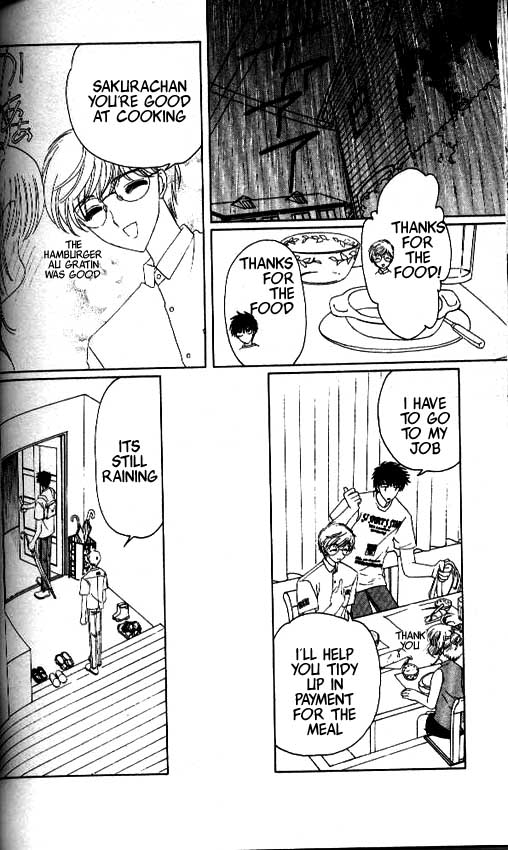 THANKS
FOR
THE
FOOD!
THANKS
FOR
THE
FOOD
SAKURACHAN
YOU'RE GOOD
AT COOKING
THE
HAMBURGER
AU GRATIN
WAS GOOD
I HAVE
TO GO
TO MY
JOB
THANK
YOU
I'LL HELP
YOU TIDY
UP IN
PAYMENT
FOR THE
MEAL
ITS
STILL
RAINING